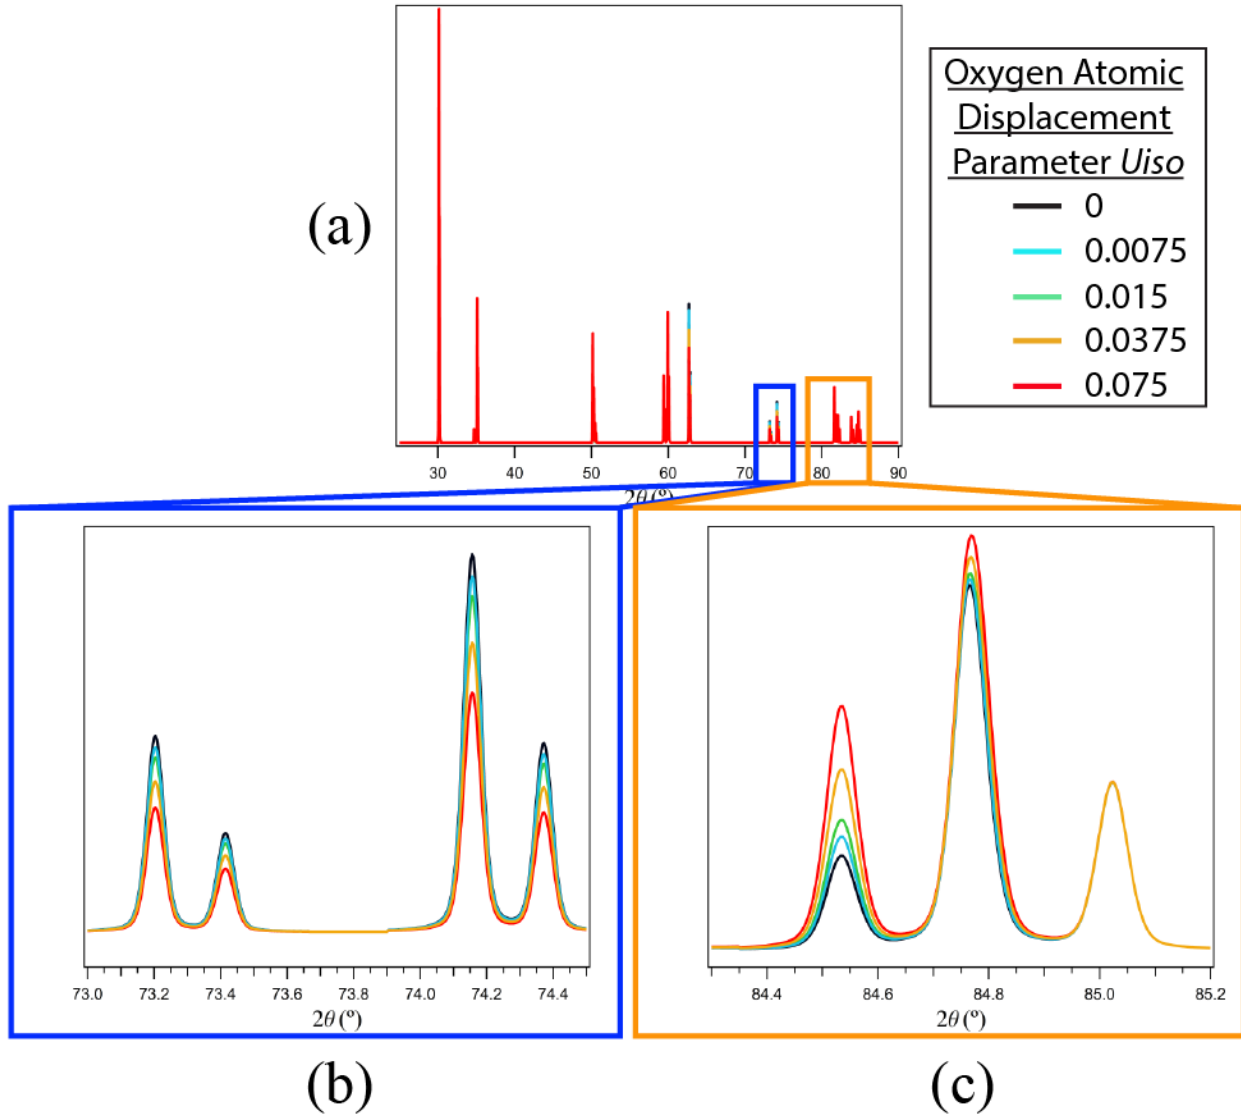 (a)
30 40 50 60 70 80 90
2θ (º)
Oxygen Atomic
Displacement
Parameter Uiso
0
0.0075
0.015
0.0375
0.075
73.0 73.2 73.4 73.6 73.8 74.0 74.2 74.4
2θ (º)
(b)
84.4 84.6 84.8 85.0 85.2
2θ (º)
(c)